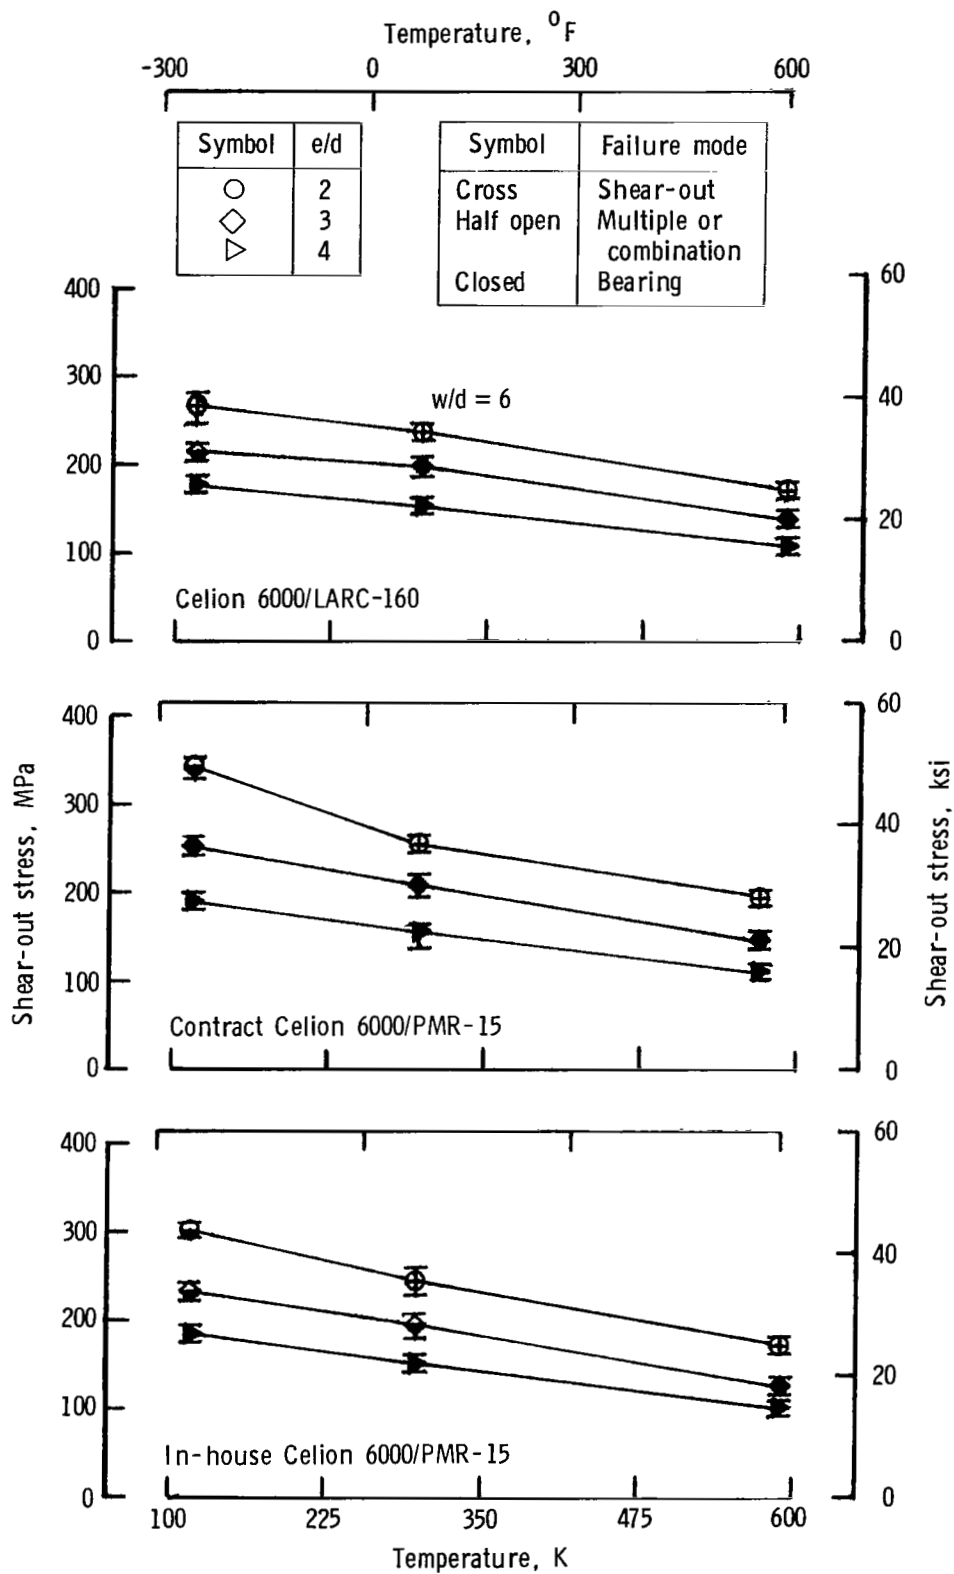 Temperature, °F
-300 0 300 600
Symbol e/d
2
3
4
Symbol Failure mode
Cross Shear-out
Half open Multiple or
combination
Closed Bearing
400 300 200 100 0
60 40 20 0
w/d = 6
Celion 6000/LARC-160
400 300 200 100 0
60 40 20 0
Contract Celion 6000/PMR-15
Shear-out stress, MPa
Shear-out stress, ksi
400 300 200 100 0
60 40 20 0
In-house Celion 6000/PMR-15
100 225 350 475 600
Temperature, K